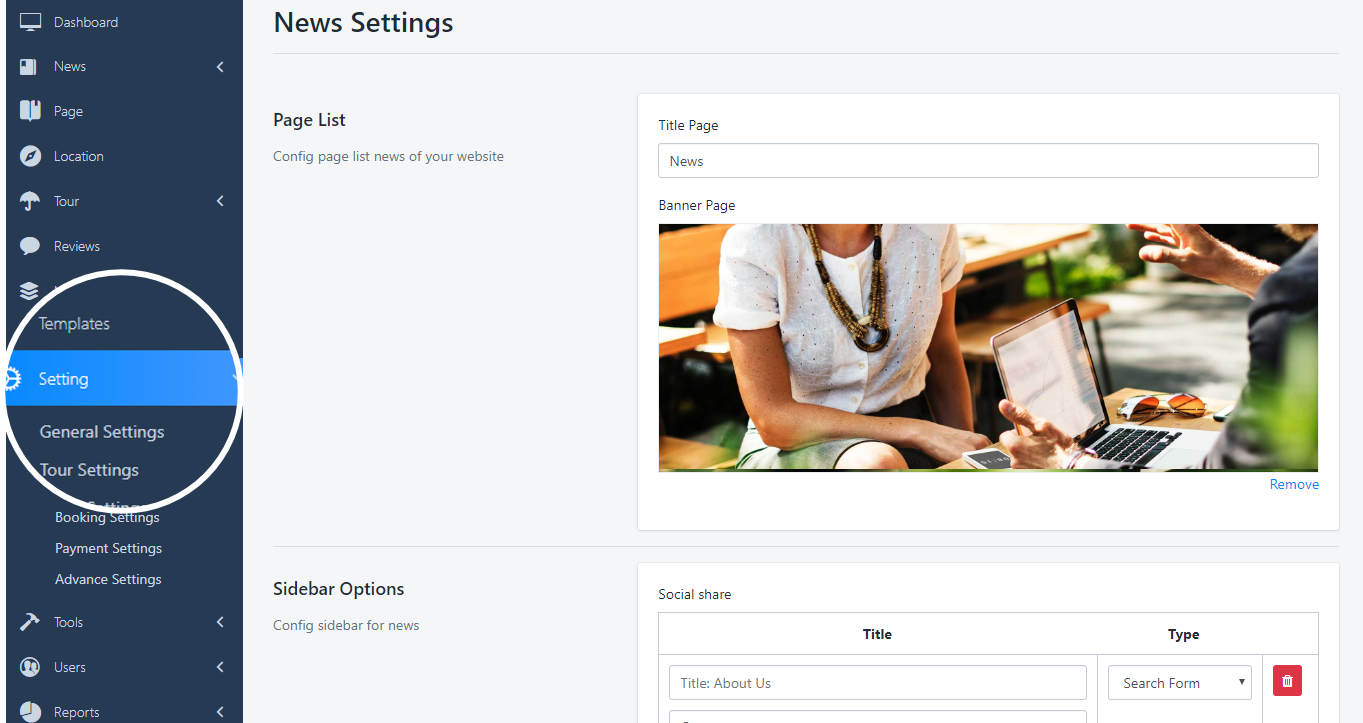 Dashboard
News
Page
Location
Tour
Reviews
Templates
Setting
General Settings
Tour Settings
Booking Settings
Payment Settings
Advance Settings
Tools
Users
Reports
News Settings
Page List
Config page list news of your website
Title Page
News
Banner Page
Remove
Sidebar Options
Config sidebar for news
Social share
Title
Type
Title: About Us
Search Form